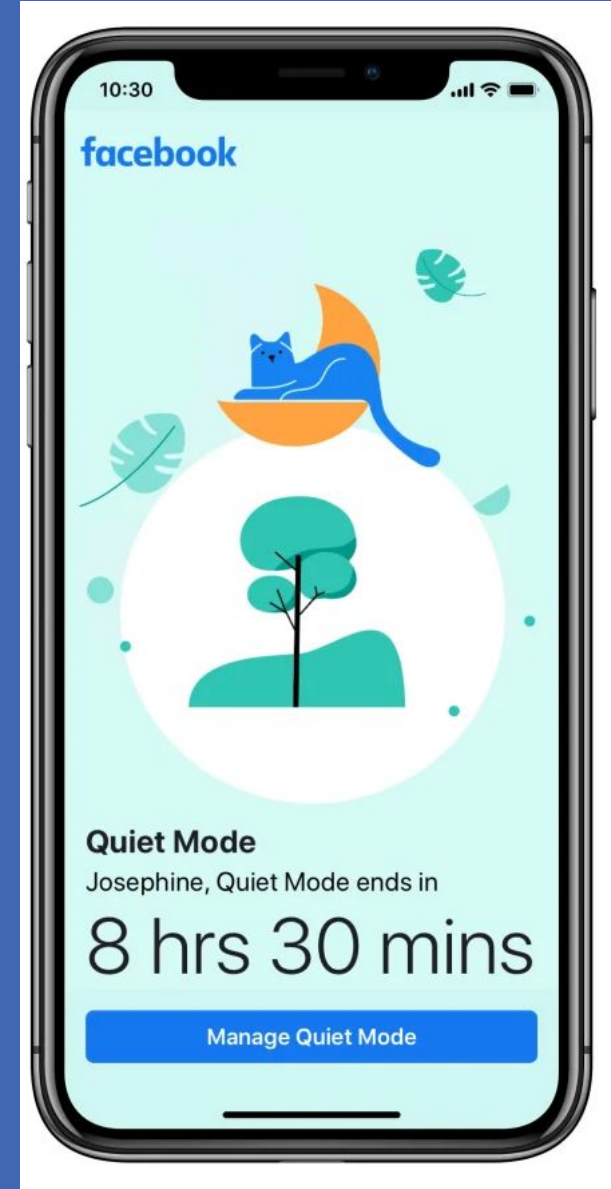 10:30
facebook
Quiet Mode
Josephine, Quiet Mode ends in
8 hrs 30 mins
Manage Quiet Mode